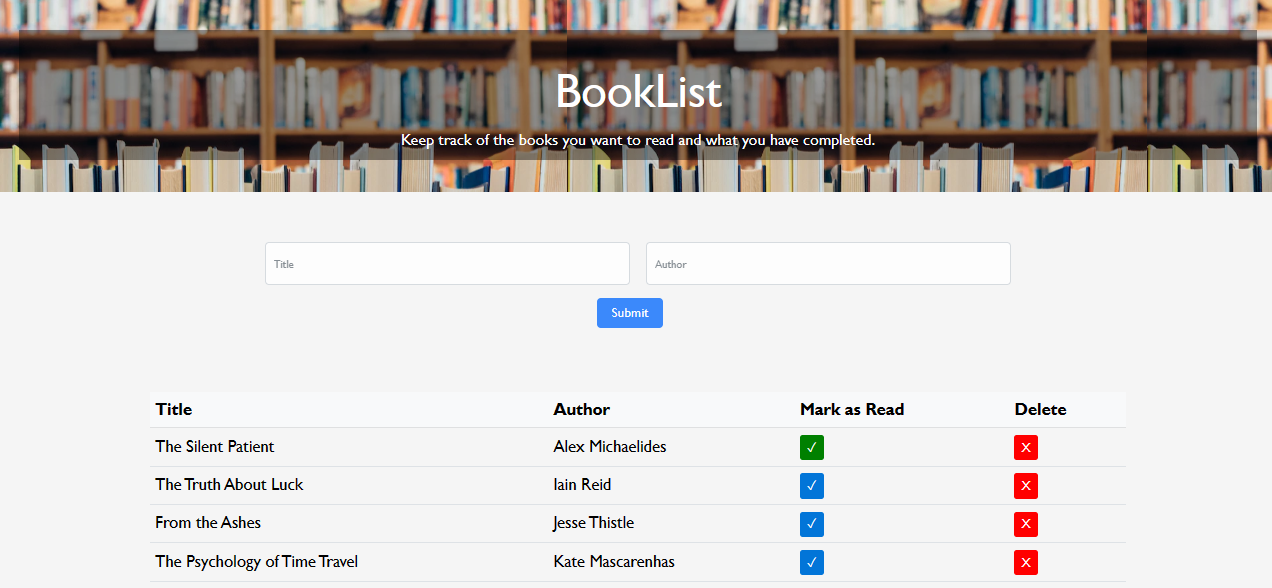 BookList
Keep track of the books you want to read and what you have completed.
Title Author
Submit
Title Author Mark as Read Delete
The Silent Patient Alex Michaelides ✓ X
The Truth About Luck Iain Reid ✓ X
From the Ashes Jesse Thistle ✓ X
The Psychology of Time Travel Kate Mascarenhas ✓ X